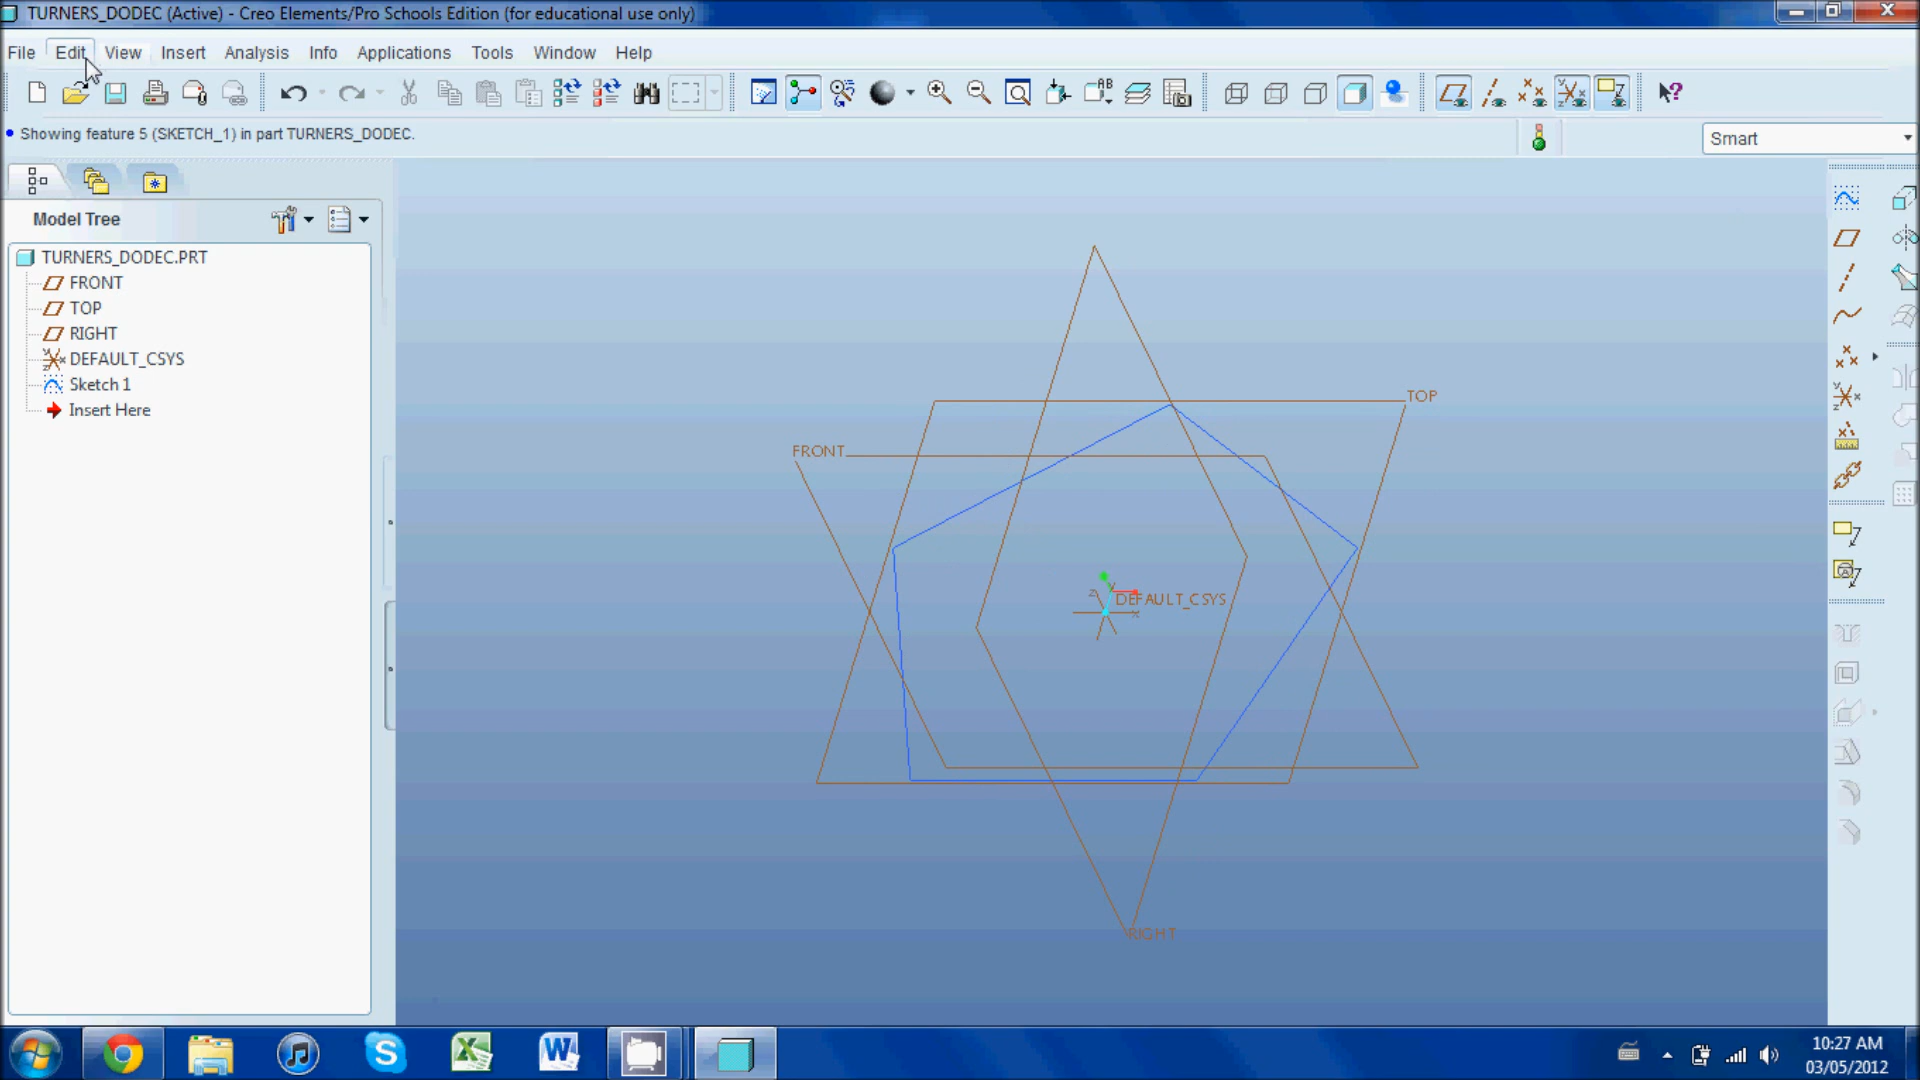 TURNERS_DODEC (Active) - Creo Elements/Pro Schools Edition (for educational use only)
File Edit View Insert Analysis Info Applications Tools Window Help
Showing feature 5 (SKETCH_1) in part TURNERS_DODEC.
Smart
Model Tree
TURNERS_DODEC.PRT
FRONT
TOP
RIGHT
DEFAULT_CSYS
Sketch 1
Insert Here
TOP
FRONT
DEFAULT_CSYS
RIGHT
10:27 AM
03/05/2012